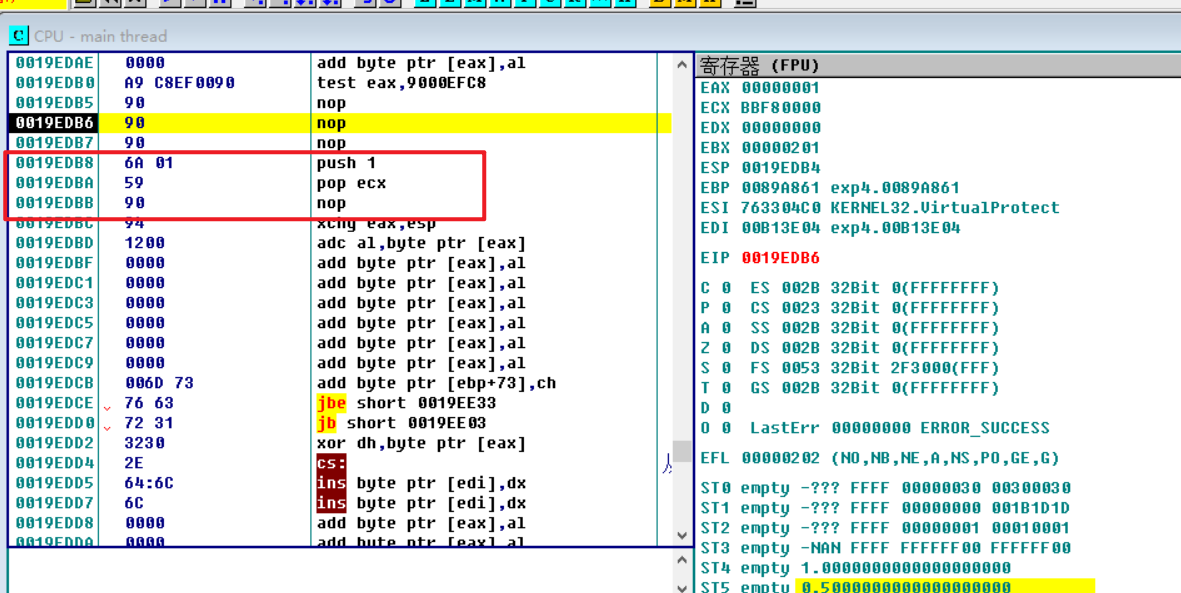 CPU - main thread
0019EDAE 0000 add byte ptr [eax],al
0019EDB0 A9 C8EF0090 test eax,9000EFC8
0019EDB5 90 nop
0019EDB6 90 nop
0019EDB7 90 nop
0019EDB8 6A 01 push 1
0019EDBA 59 pop ecx
0019EDBB 90 nop
0019EDBC 94 xchg eax,esp
0019EDBD 1200 adc al,byte ptr [eax]
0019EDBF 0000 add byte ptr [eax],al
0019EDC1 0000 add byte ptr [eax],al
0019EDC3 0000 add byte ptr [eax],al
0019EDC5 0000 add byte ptr [eax],al
0019EDC7 0000 add byte ptr [eax],al
0019EDC9 0000 add byte ptr [eax],al
0019EDCB 006D 73 add byte ptr [ebp+73],ch
0019EDCE 76 63 jbe short 0019EE33
0019EDD0 72 31 jb short 0019EE03
0019EDD2 3230 xor dh,byte ptr [eax]
0019EDD4 2E cs:
0019EDD5 64:6C ins byte ptr [edi],dx
0019EDD7 6C ins byte ptr [edi],dx
0019EDD8 0000 add byte ptr [eax],al
0019EDDA 0000 add byte ptr [eax],al
寄存器 (FPU)
EAX 00000001
ECX BBF80000
EDX 00000000
EBX 00000201
ESP 0019EDB4
EBP 0089A861 exp4.0089A861
ESI 763304C0 KERNEL32.VirtualProtect
EDI 00B13E04 exp4.00B13E04
EIP 0019EDB6
C 0 ES 002B 32Bit 0(FFFFFFFF)
P 0 CS 0023 32Bit 0(FFFFFFFF)
A 0 SS 002B 32Bit 0(FFFFFFFF)
Z 0 DS 002B 32Bit 0(FFFFFFFF)
S 0 FS 0053 32Bit 2F3000(FFF)
T 0 GS 002B 32Bit 0(FFFFFFFF)
D 0
O 0 LastErr 00000000 ERROR_SUCCESS
EFL 00000202 (NO,NB,NE,A,NS,PO,GE,G)
ST0 empty -??? FFFF 00000030 00300030
ST1 empty -??? FFFF 00000000 001B1D1D
ST2 empty -??? FFFF 00000001 00010001
ST3 empty -NAN FFFF FFFFFF00 FFFFFF00
ST4 empty 1.0000000000000000000
ST5 empty 0.5000000000000000000